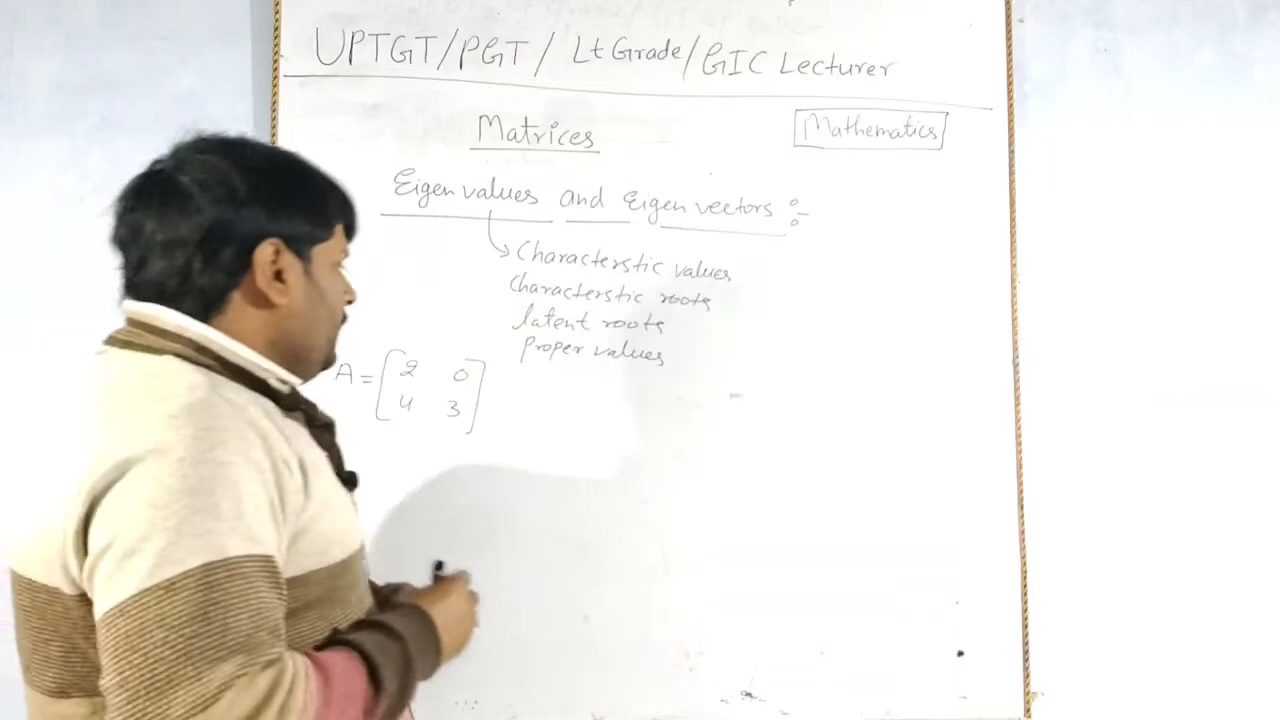 UPTGT/PGT/ Lt Grade/GIC Lecturer
Matrices
Mathematics
Eigen values and Eigen vectors :-
Characterstic values
Characterstic roots
latent roots
Proper values
A = [2 0
4 3]